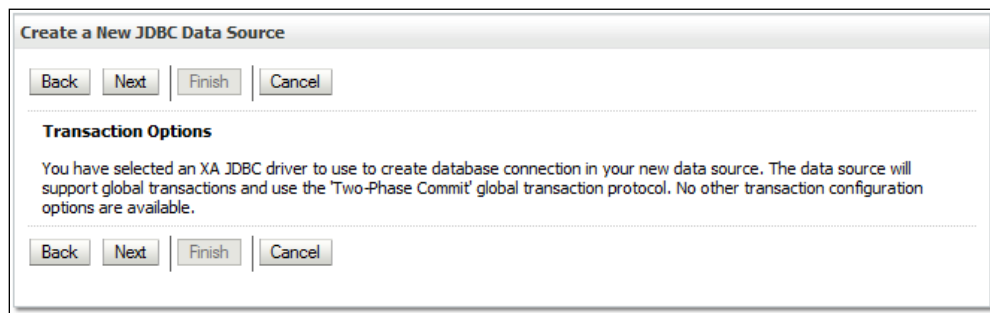 Create a New JDBC Data Source
Back Next Finish Cancel
Transaction Options
You have selected an XA JDBC driver to use to create database connection in your new data source. The data source will
support global transactions and use the 'Two-Phase Commit' global transaction protocol. No other transaction configuration
options are available.
Back Next Finish Cancel